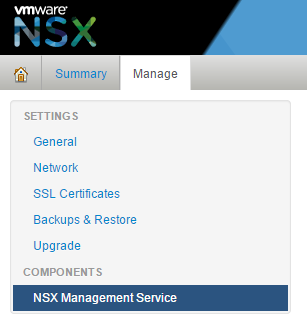 vmware
NSX
Summary Manage
SETTINGS
General
Network
SSL Certificates
Backups & Restore
Upgrade
COMPONENTS
NSX Management Service